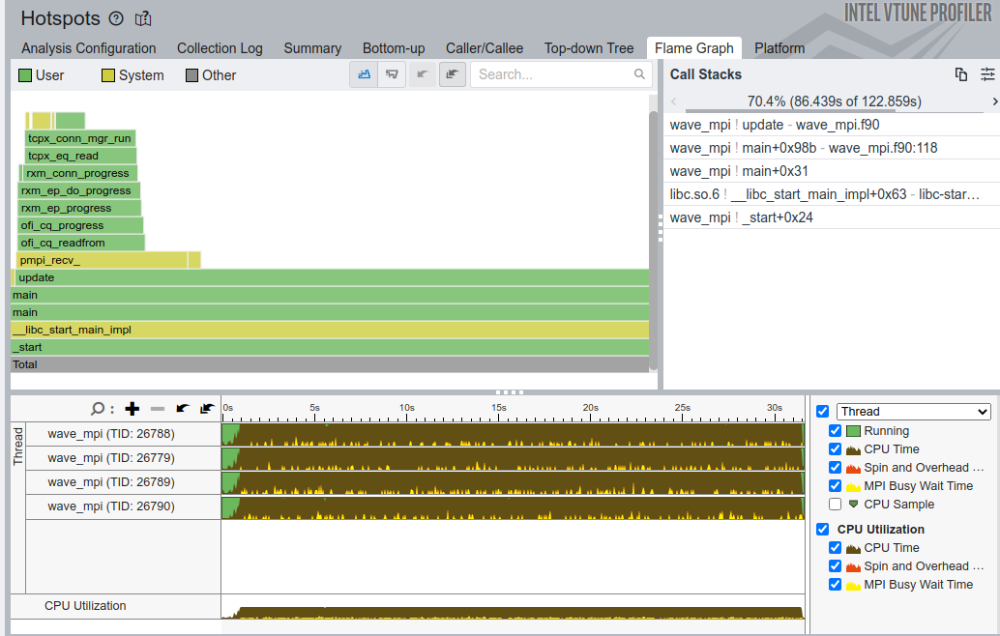 Hotspots ?
INTEL VTUNE PROFILER
Analysis Configuration Collection Log Summary Bottom-up Caller/Callee Top-down Tree Flame Graph Platform
User System Other
Search...
tcpx_conn_mgr_run
tcpx_eq_read
rxm_conn_progress
rxm_ep_do_progress
rxm_ep_progress
ofi_cq_progress
ofi_cq_readfrom
pmpi_recv_
update
main
main
__libc_start_main_impl
_start
Total
Call Stacks
70.4% (86.439s of 122.859s)
wave_mpi ! update - wave_mpi.f90
wave_mpi ! main+0x98b - wave_mpi.f90:118
wave_mpi ! main+0x31
libc.so.6 ! __libc_start_main_impl+0x63 - libc-star…
wave_mpi ! _start+0x24
0s 5s 10s 15s 20s 25s 30s
Thread
wave_mpi (TID: 26788)
wave_mpi (TID: 26779)
wave_mpi (TID: 26789)
wave_mpi (TID: 26790)
CPU Utilization
Thread
Running
CPU Time
Spin and Overhead …
MPI Busy Wait Time
CPU Sample
CPU Utilization
CPU Time
Spin and Overhead …
MPI Busy Wait Time